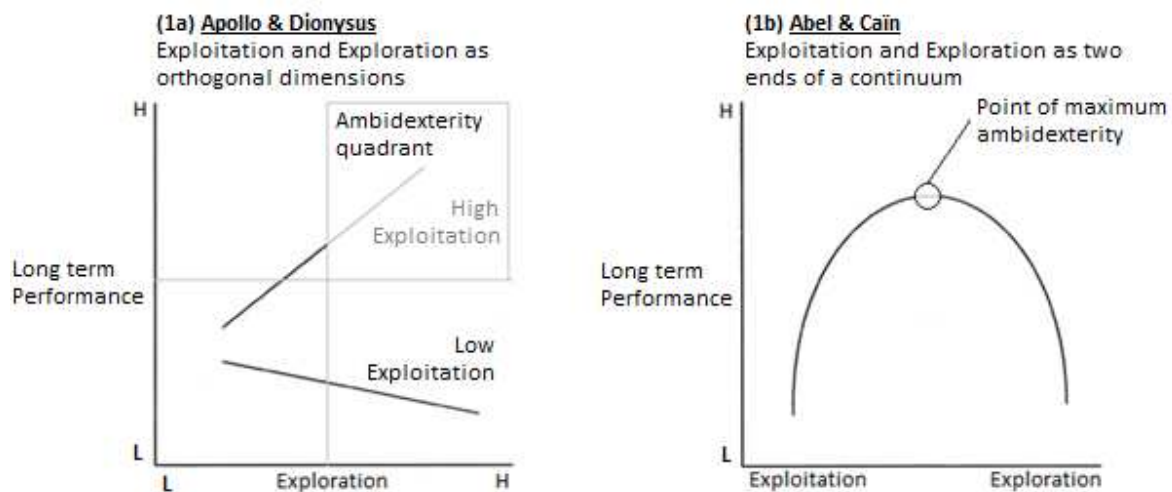 (1a) Apollo & Dionysus
Exploitation and Exploration as
orthogonal dimensions
H
Ambidexterity
quadrant
High
Exploitation
Long term
Performance
Low
Exploitation
L
L
Exploration
H
(1b) Abel & Caïn
Exploitation and Exploration as two
ends of a continuum
H
Point of maximum
ambidexterity
Long term
Performance
L
Exploitation
Exploration